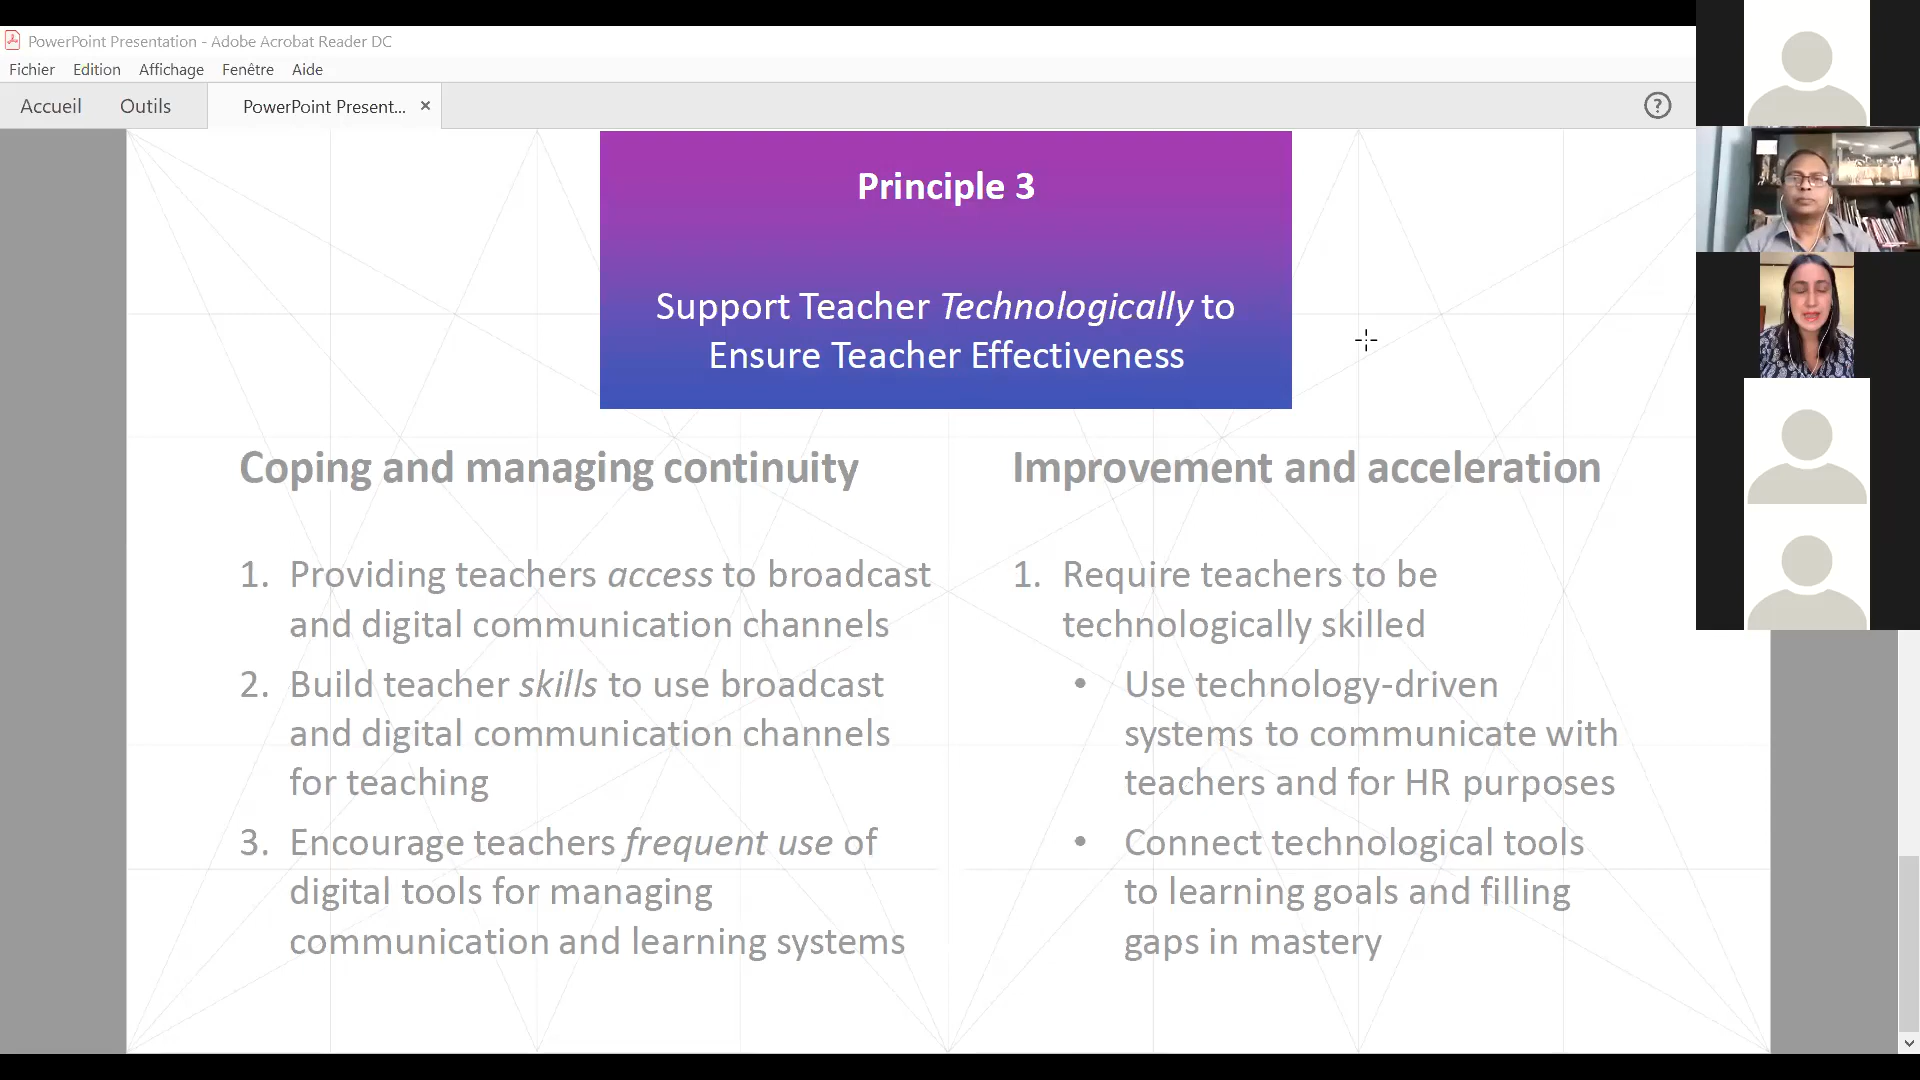 PowerPoint Presentation - Adobe Acrobat Reader DC
Fichier Edition Affichage Fenêtre Aide
Accueil Outils PowerPoint Present... ×
?
Principle 3
Support Teacher Technologically to
Ensure Teacher Effectiveness
Coping and managing continuity
1. Providing teachers access to broadcast
and digital communication channels
2. Build teacher skills to use broadcast
and digital communication channels
for teaching
3. Encourage teachers frequent use of
digital tools for managing
communication and learning systems
Improvement and acceleration
1. Require teachers to be
technologically skilled
• Use technology-driven
systems to communicate with
teachers and for HR purposes
• Connect technological tools
to learning goals and filling
gaps in mastery